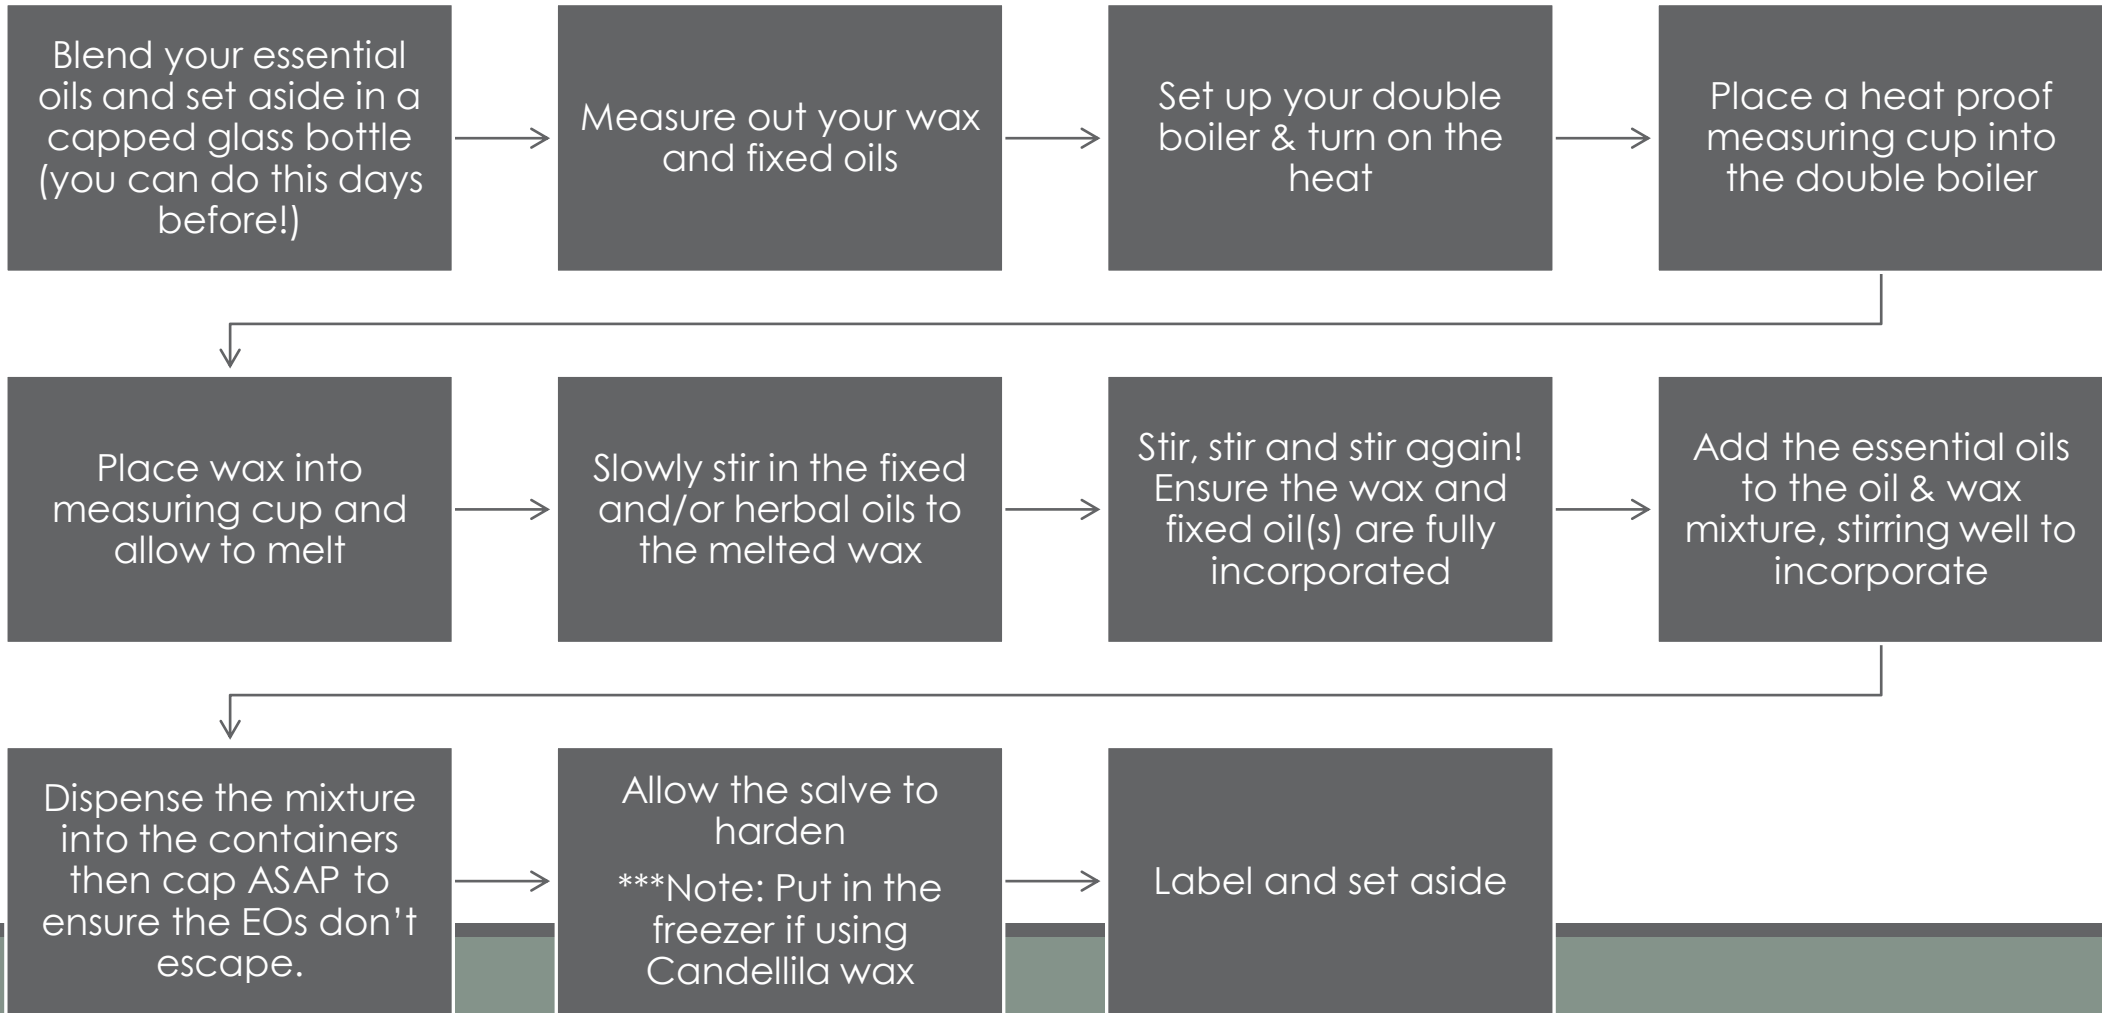 Blend your essential
oils and set aside in a
capped glass bottle
(you can do this days
before!)
Measure out your wax
and fixed oils
Set up your double
boiler & turn on the
heat
Place a heat proof
measuring cup into
the double boiler
Place wax into
measuring cup and
allow to melt
Slowly stir in the fixed
and/or herbal oils to
the melted wax
Stir, stir and stir again!
Ensure the wax and
fixed oil(s) are fully
incorporated
Add the essential oils
to the oil & wax
mixture, stirring well to
incorporate
Dispense the mixture
into the containers
then cap ASAP to
ensure the EOs don’t
escape.
Allow the salve to
harden
***Note: Put in the
freezer if using
Candellila wax
Label and set aside